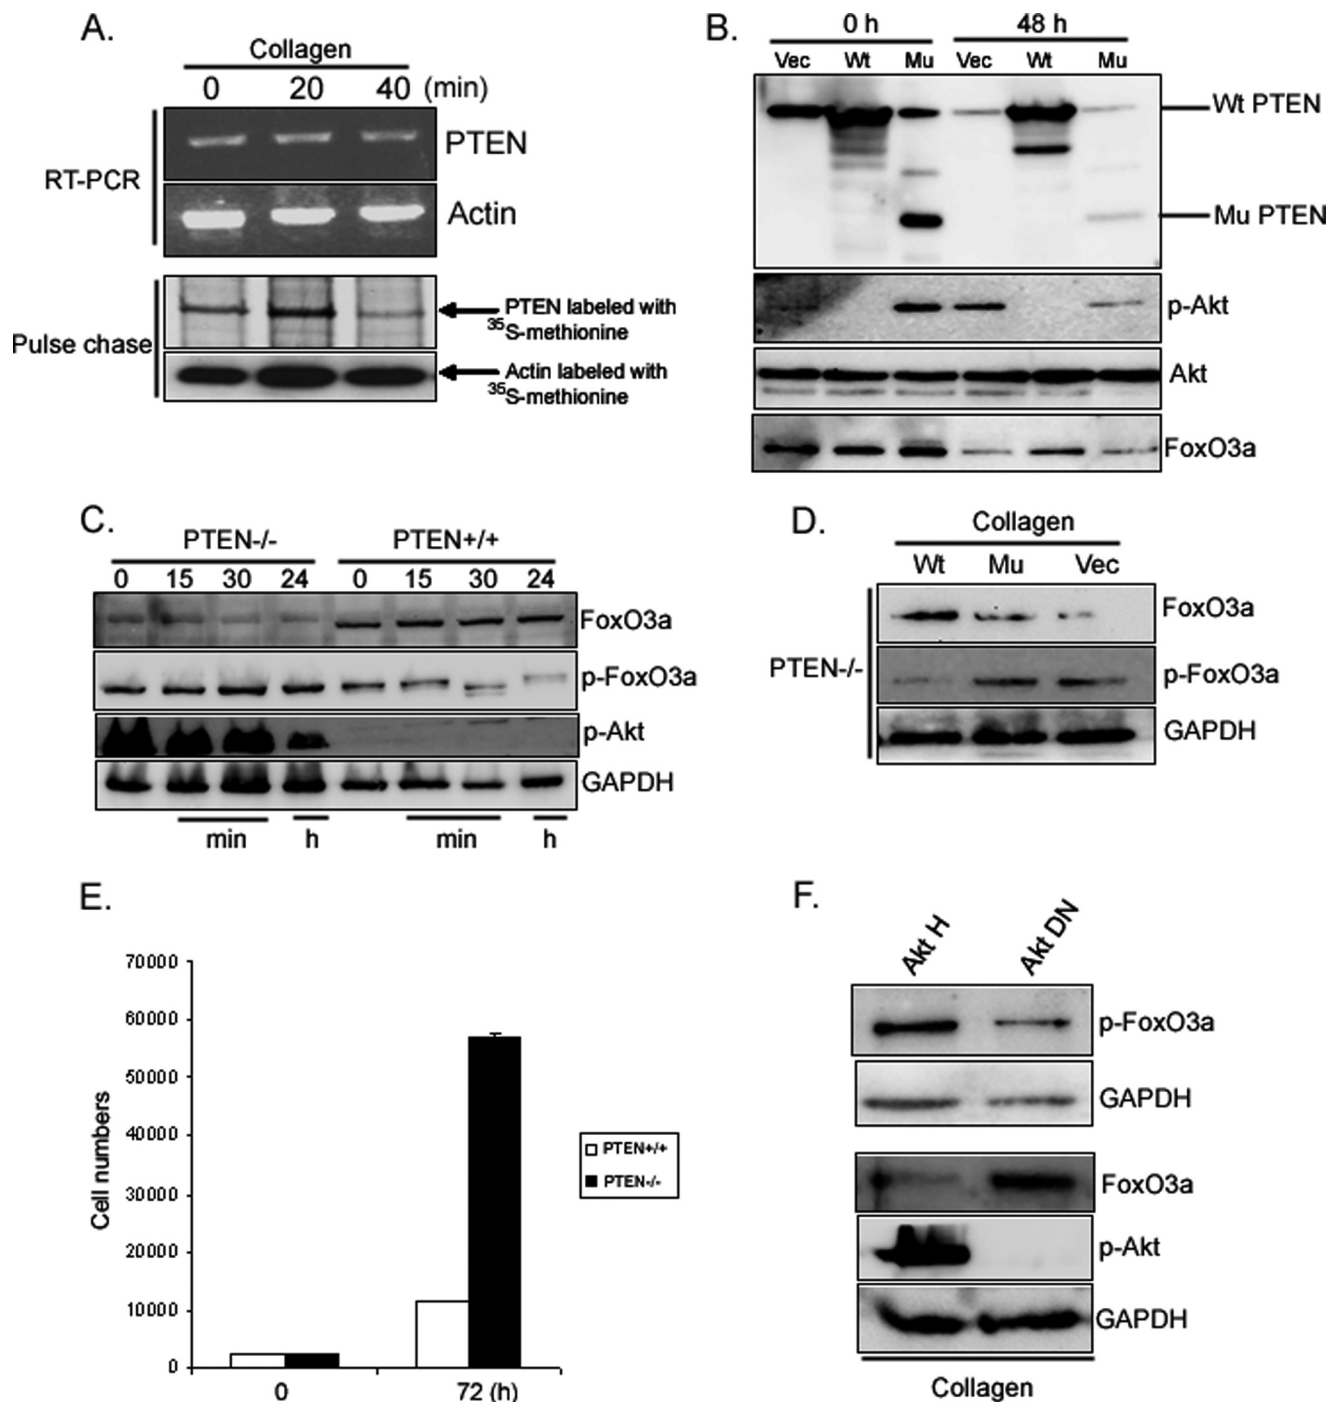 A.
Collagen
0 20 40 (min)
RT-PCR
PTEN
Actin
Pulse chase
PTEN labeled with
35S-methionine
Actin labeled with
35S-methionine
B.
0 h 48 h
Vec Wt Mu Vec Wt Mu
Wt PTEN
Mu PTEN
p-Akt
Akt
FoxO3a
C.
PTEN-/- PTEN+/+
0 15 30 24 0 15 30 24
FoxO3a
p-FoxO3a
p-Akt
GAPDH
min h min h
D.
Collagen
Wt Mu Vec
PTEN-/-
FoxO3a
p-FoxO3a
GAPDH
E.
Cell numbers
70000
60000
50000
40000
30000
20000
10000
0
0 72 (h)
PTEN+/+
PTEN-/-
F.
Akt H Akt DN
p-FoxO3a
GAPDH
FoxO3a
p-Akt
GAPDH
Collagen